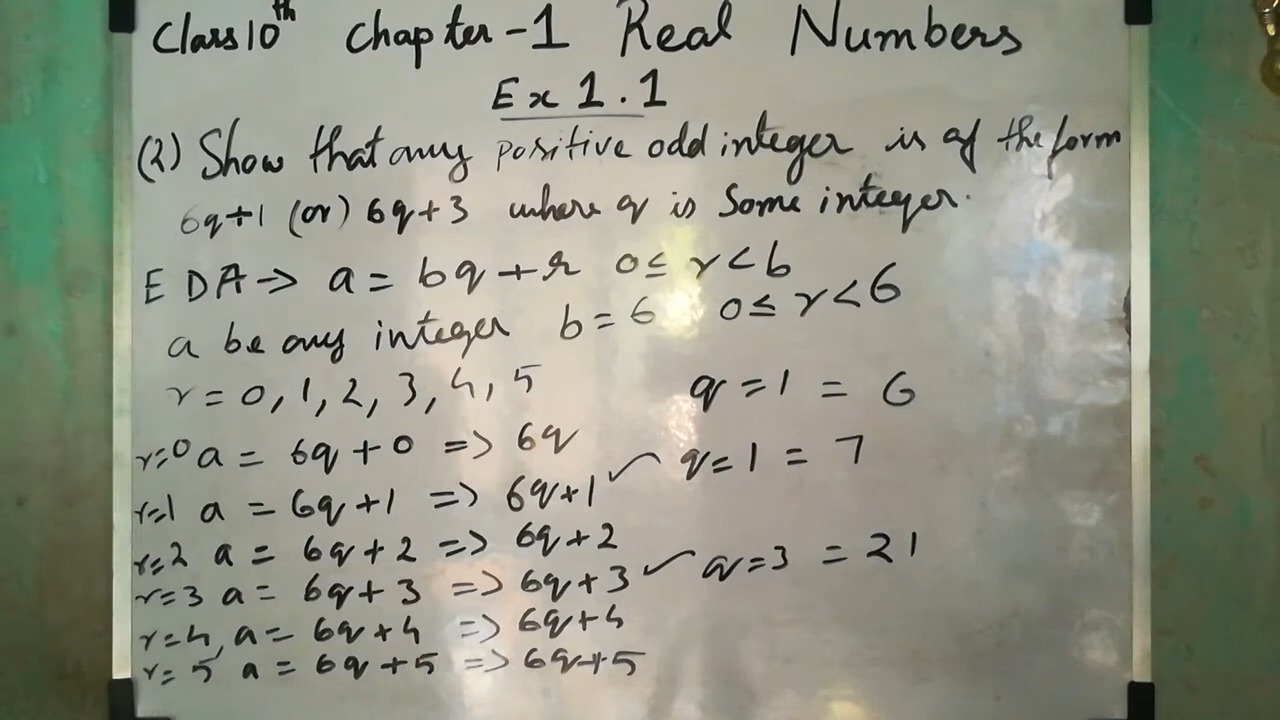 Class 10th Chapter-1 Real Numbers
Ex 1.1
(2) Show that any positive odd integer is of the form
6q+1 (or) 6q+3 where q is some integer.
EDA → a = bq + r 0 ≤ r < b
a be any integer b = 6 0 ≤ r < 6
r = 0, 1, 2, 3, 4, 5 q = 1 = 6
r=0 a = 6q + 0 => 6q
r=1 a = 6q + 1 => 6q+1 ✓ q=1 = 7
r=2 a = 6q + 2 => 6q+2
r=3 a = 6q + 3 => 6q+3 ✓ q=3 = 21
r=4, a = 6q + 4 => 6q+4
r=5 a = 6q + 5 => 6q+5